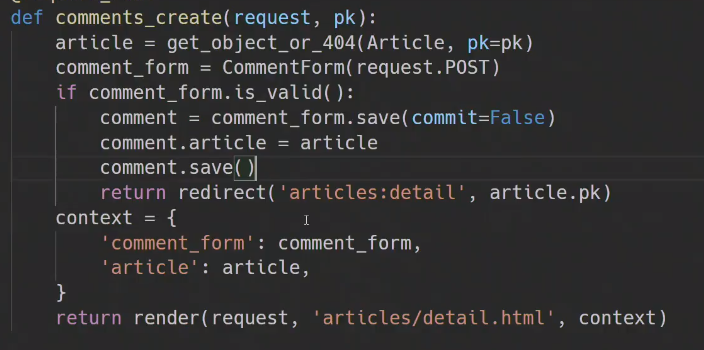 def comments_create(request, pk):
    article = get_object_or_404(Article, pk=pk)
    comment_form = CommentForm(request.POST)
    if comment_form.is_valid():
        comment = comment_form.save(commit=False)
        comment.article = article
        comment.save()
        return redirect('articles:detail', article.pk)
    context = {
        'comment_form': comment_form,
        'article': article,
    }
    return render(request, 'articles/detail.html', context)